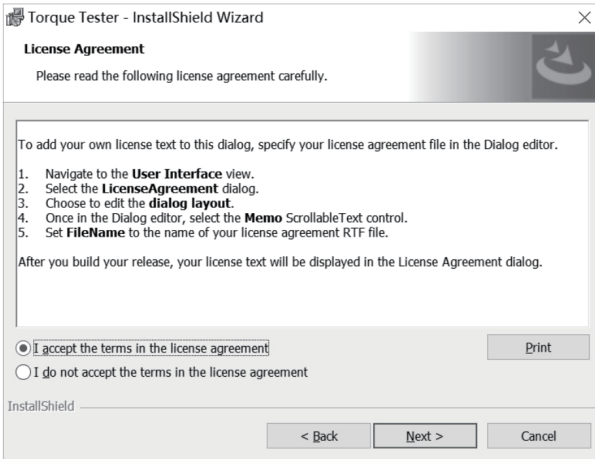 Torque Tester - InstallShield Wizard
License Agreement
Please read the following license agreement carefully.
To add your own license text to this dialog, specify your license agreement file in the Dialog editor.
1. Navigate to the User Interface view.
2. Select the LicenseAgreement dialog.
3. Choose to edit the dialog layout.
4. Once in the Dialog editor, select the Memo ScrollableText control.
5. Set FileName to the name of your license agreement RTF file.
After you build your release, your license text will be displayed in the License Agreement dialog.
I accept the terms in the license agreement
Print
I do not accept the terms in the license agreement
InstallShield
< Back
Next >
Cancel